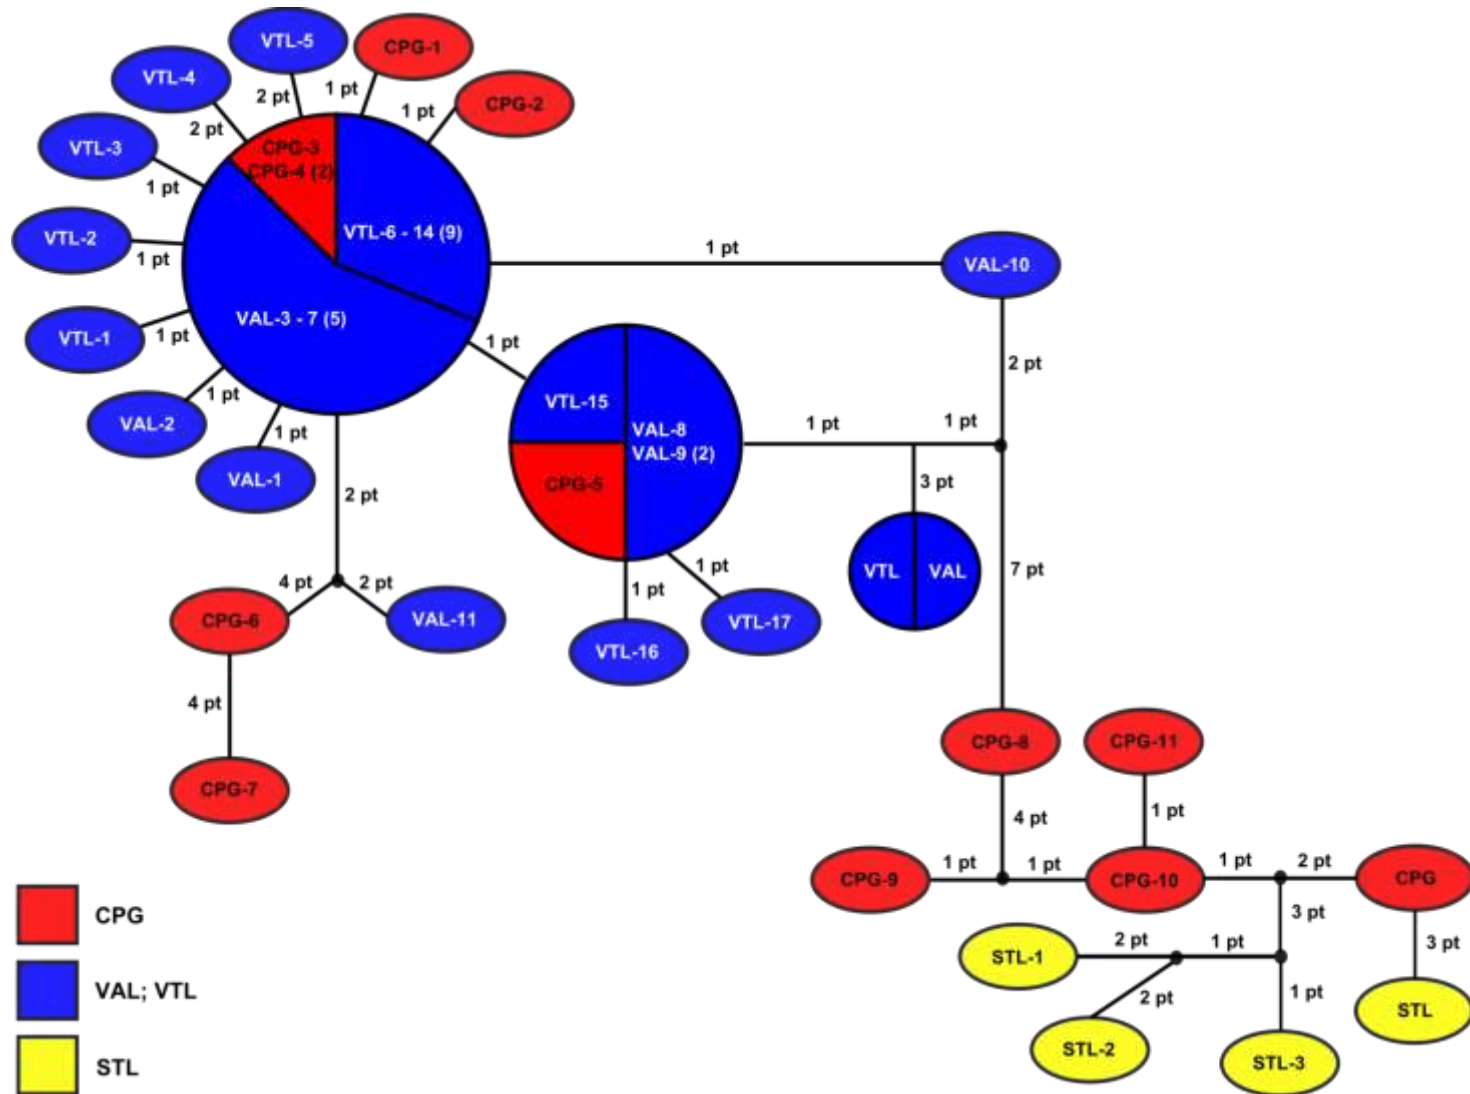 VTL-5
CPG-1
VTL-4
CPG-2
2 pt
1 pt
1 pt
2 pt
VTL-3
CPG-3
CPG-4 (2)
1 pt
VTL-2
VTL-6 - 14 (9)
1 pt
1 pt
VAL-10
VTL-1
1 pt
VAL-3 - 7 (5)
1 pt
2 pt
VAL-2
1 pt
VTL-15
VAL-8
VAL-9 (2)
1 pt
1 pt
VAL-1
1 pt
2 pt
CPG-5
3 pt
VTL
VAL
7 pt
4 pt
2 pt
1 pt
1 pt
CPG-6
VAL-11
VTL-16
VTL-17
4 pt
CPG-7
CPG-8
CPG-11
4 pt
1 pt
CPG-9
1 pt
1 pt
CPG-10
1 pt
2 pt
CPG
3 pt
STL-1
2 pt
1 pt
3 pt
2 pt
1 pt
STL
STL-2
STL-3
CPG
VAL; VTL
STL